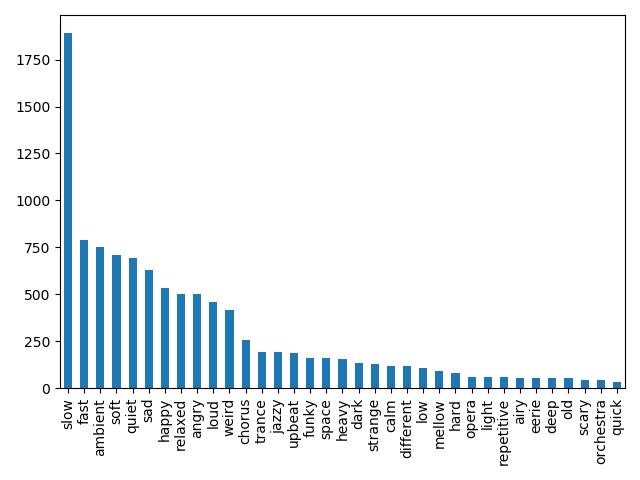 1750
1500
1250
1000
750
500
250
0
slow
fast
ambient
soft
quiet
sad
happy
relaxed
angry
loud
weird
chorus
trance
jazzy
upbeat
funky
space
heavy
dark
strange
calm
different
low
mellow
hard
opera
light
repetitive
airy
eerie
deep
old
scary
orchestra
quick